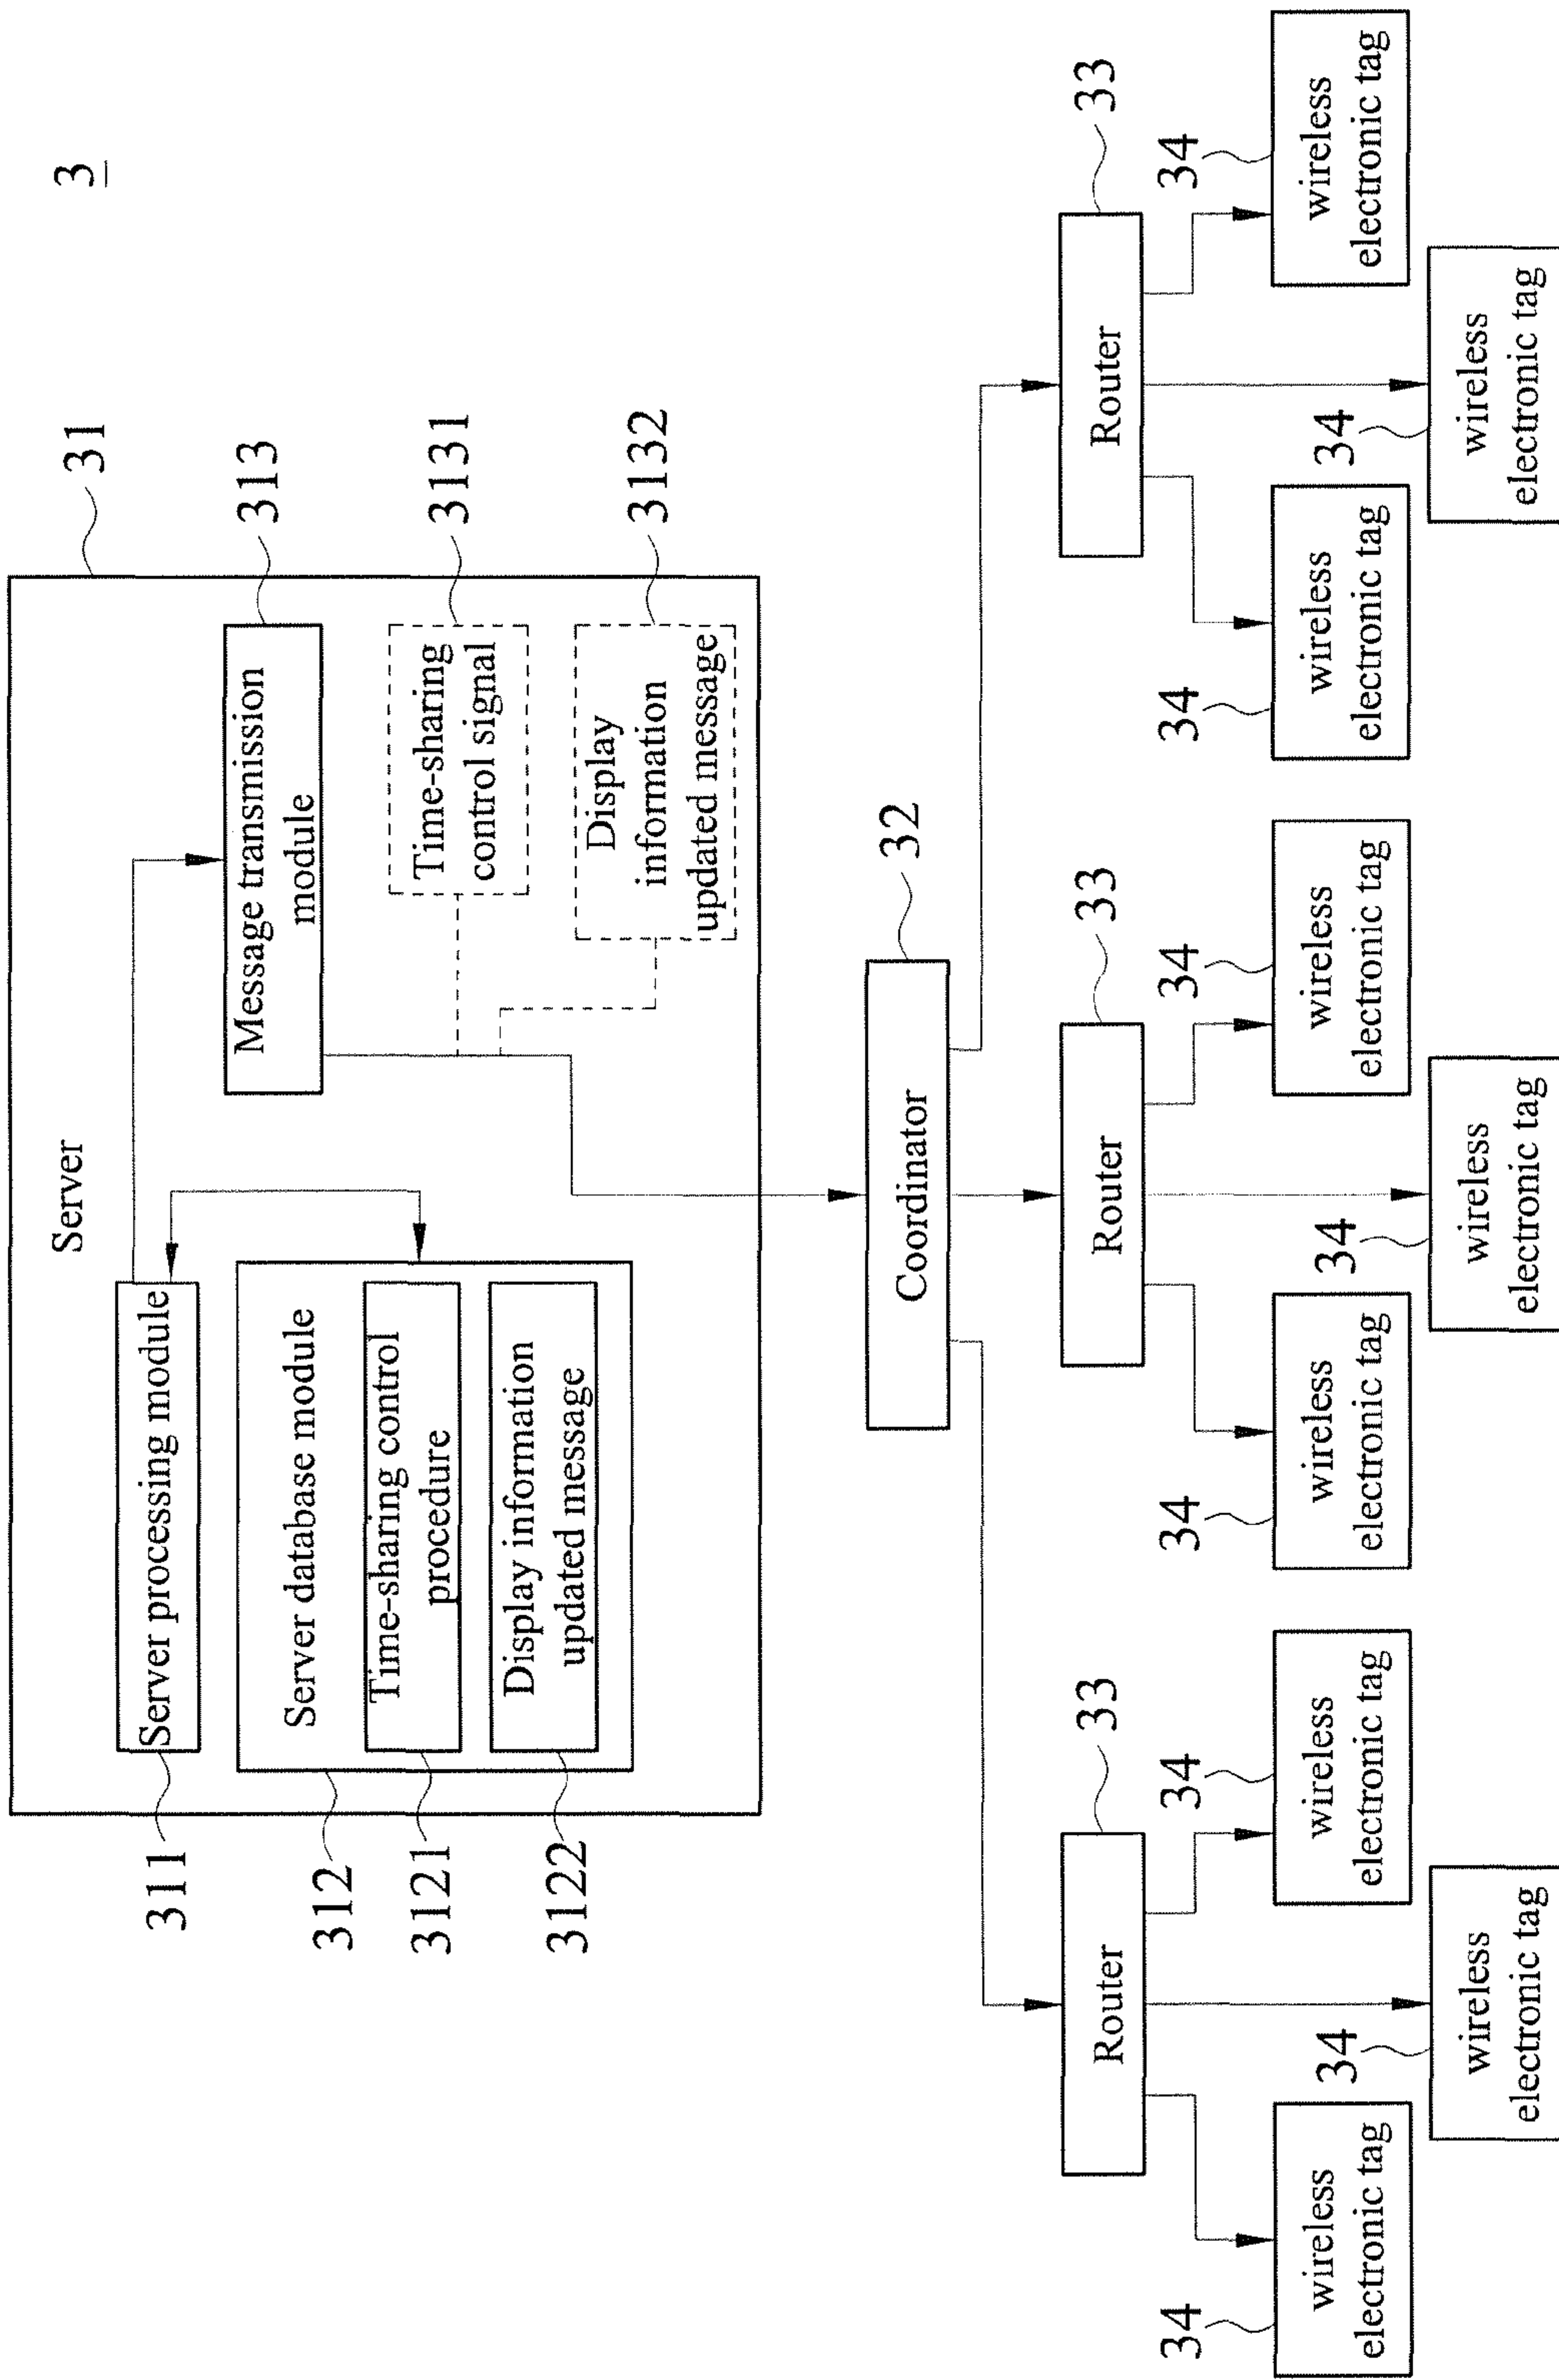 3
Server
31
Server processing module
311
Message transmission
module
313
Server database module
312
Time-sharing control
procedure
3121
Display information
updated message
3122
Time-sharing
control signal
3131
Display
information
updated message
3132
Coordinator
32
Router
33
Router
33
Router
33
34
wireless
electronic tag
34
wireless
electronic tag
34
wireless
electronic tag
34
wireless
electronic tag
34
wireless
electronic tag
34
wireless
electronic tag
34
wireless
electronic tag
34
wireless
electronic tag
34
wireless
electronic tag